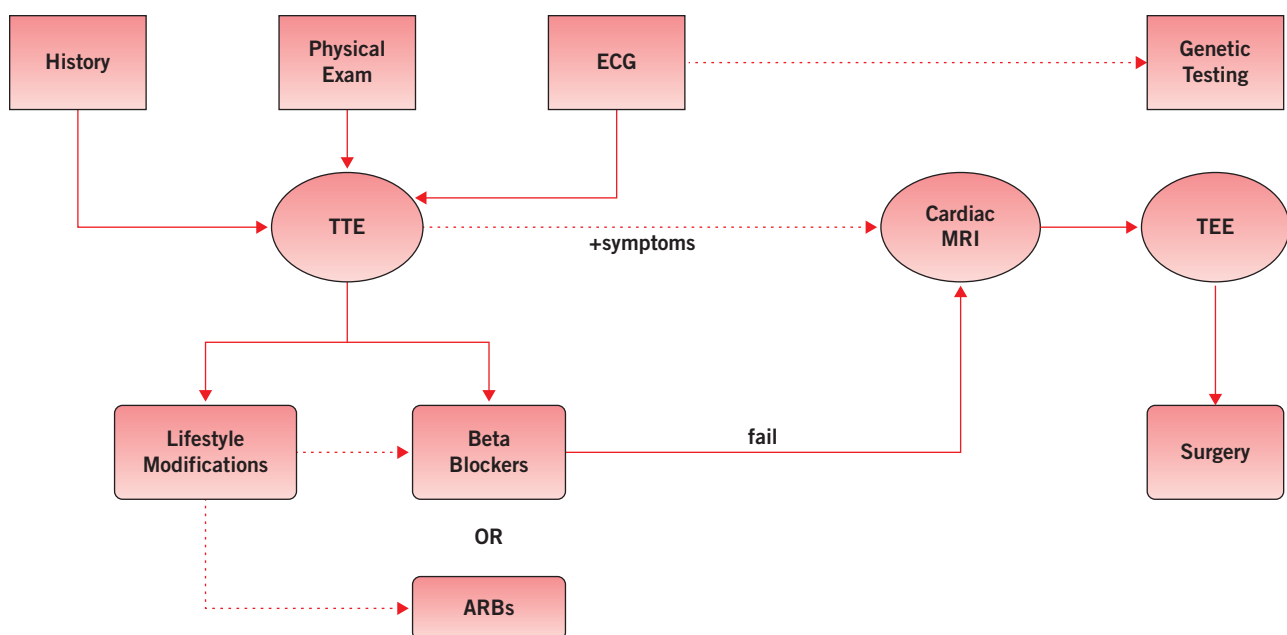 History
Physical
Exam
ECG
Genetic
Testing
TTE
+symptoms
Cardiac
MRI
TEE
Lifestyle
Modifications
Beta
Blockers
fail
Surgery
OR
ARBs